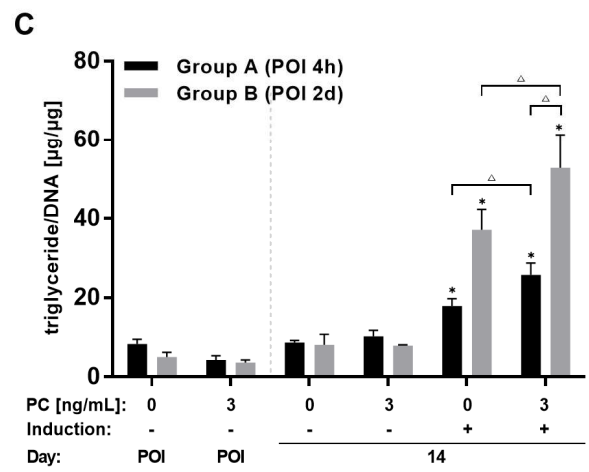 C
80
60
40
20
0
triglyceride/DNA [µg/µg]
Group A (POI 4h)
Group B (POI 2d)
△
△
△
* * * *
PC [ng/mL]: 0 3 0 3 0 3
Induction: - - - - + +
Day: POI POI 14